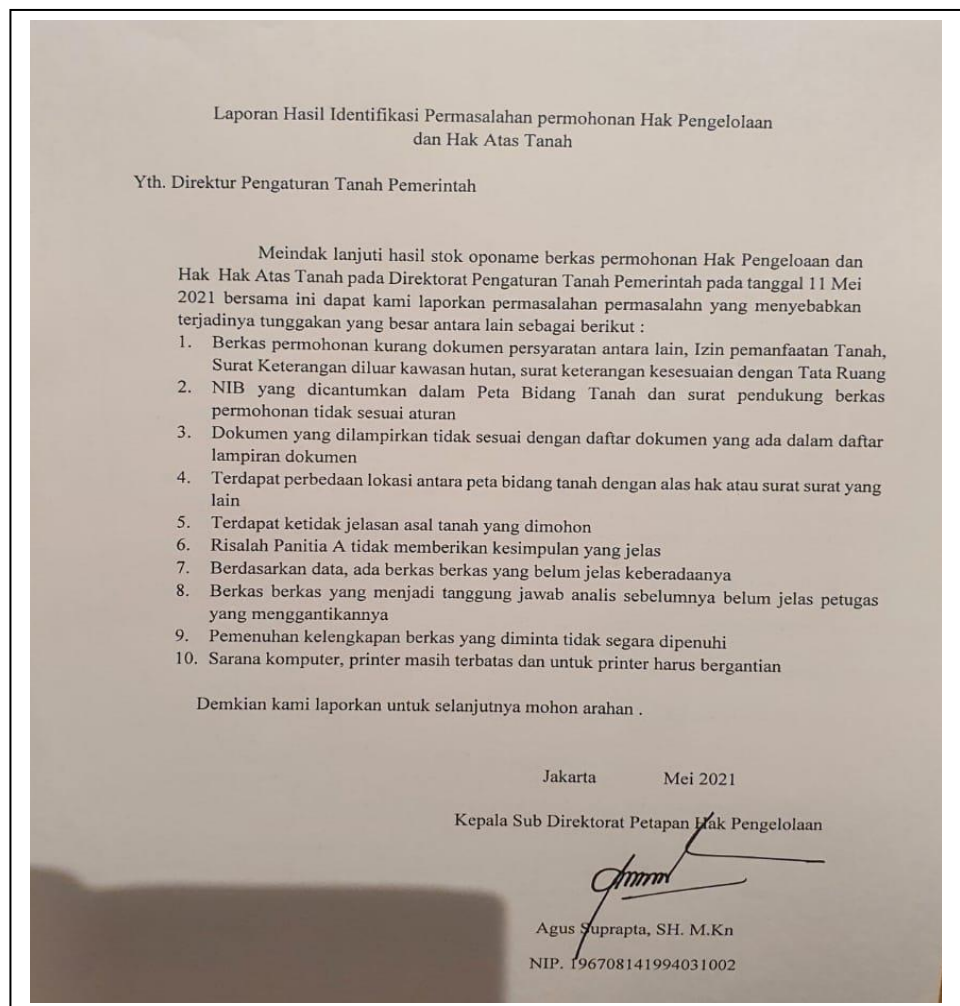 Laporan Hasil Identifikasi Permasalahan permohonan Hak Pengelolaan
dan Hak Atas Tanah
Yth. Direktur Pengaturan Tanah Pemerintah
Meindak lanjuti hasil stok oponame berkas permohonan Hak Pengeloaan dan
Hak Hak Atas Tanah pada Direktorat Pengaturan Tanah Pemerintah pada tanggal 11 Mei
2021 bersama ini dapat kami laporkan permasalahan permasalahn yang menyebabkan
terjadinya tunggakan yang besar antara lain sebagai berikut :
1. Berkas permohonan kurang dokumen persyaratan antara lain, Izin pemanfaatan Tanah,
Surat Keterangan diluar kawasan hutan, surat keterangan kesesuaian dengan Tata Ruang
2. NIB yang dicantumkan dalam Peta Bidang Tanah dan surat pendukung berkas
permohonan tidak sesuai aturan
3. Dokumen yang dilampirkan tidak sesuai dengan daftar dokumen yang ada dalam daftar
lampiran dokumen
4. Terdapat perbedaan lokasi antara peta bidang tanah dengan alas hak atau surat surat yang
lain
5. Terdapat ketidak jelasan asal tanah yang dimohon
6. Risalah Panitia A tidak memberikan kesimpulan yang jelas
7. Berdasarkan data, ada berkas berkas yang belum jelas keberadaanya
8. Berkas berkas yang menjadi tanggung jawab analis sebelumnya belum jelas petugas
yang menggantikannya
9. Pemenuhan kelengkapan berkas yang diminta tidak segara dipenuhi
10. Sarana komputer, printer masih terbatas dan untuk printer harus bergantian
Demkian kami laporkan untuk selanjutnya mohon arahan .
Jakarta Mei 2021
Kepala Sub Direktorat Petapan Hak Pengelolaan
Agus Suprapta, SH. M.Kn
NIP. 196708141994031002